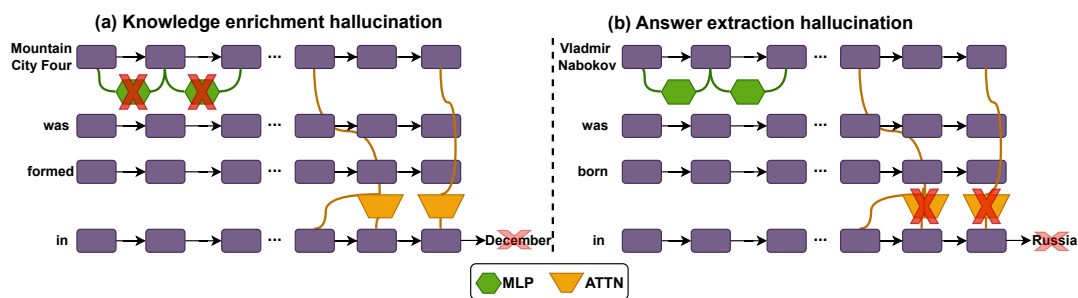 (a) Knowledge enrichment hallucination
Mountain
City Four
...
was
...
formed
...
in
...
December
(b) Answer extraction hallucination
Vladmir
Nabokov
...
was
...
born
...
in
...
Russia
MLP
ATTN